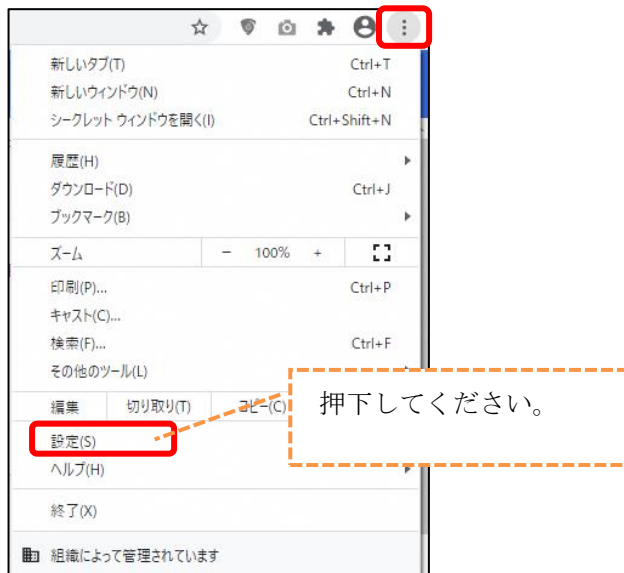 新しいタブ(T) Ctrl+T
新しいウィンドウ(N) Ctrl+N
シークレット ウィンドウを開く(I) Ctrl+Shift+N
履歴(H)
ダウンロード(D) Ctrl+J
ブックマーク(B)
ズーム － 100% ＋
印刷(P)... Ctrl+P
キャスト(C)...
検索(F)... Ctrl+F
その他のツール(L)
編集 切り取り(T) コピー(C)
押下してください。
設定(S)
ヘルプ(H)
終了(X)
組織によって管理されています